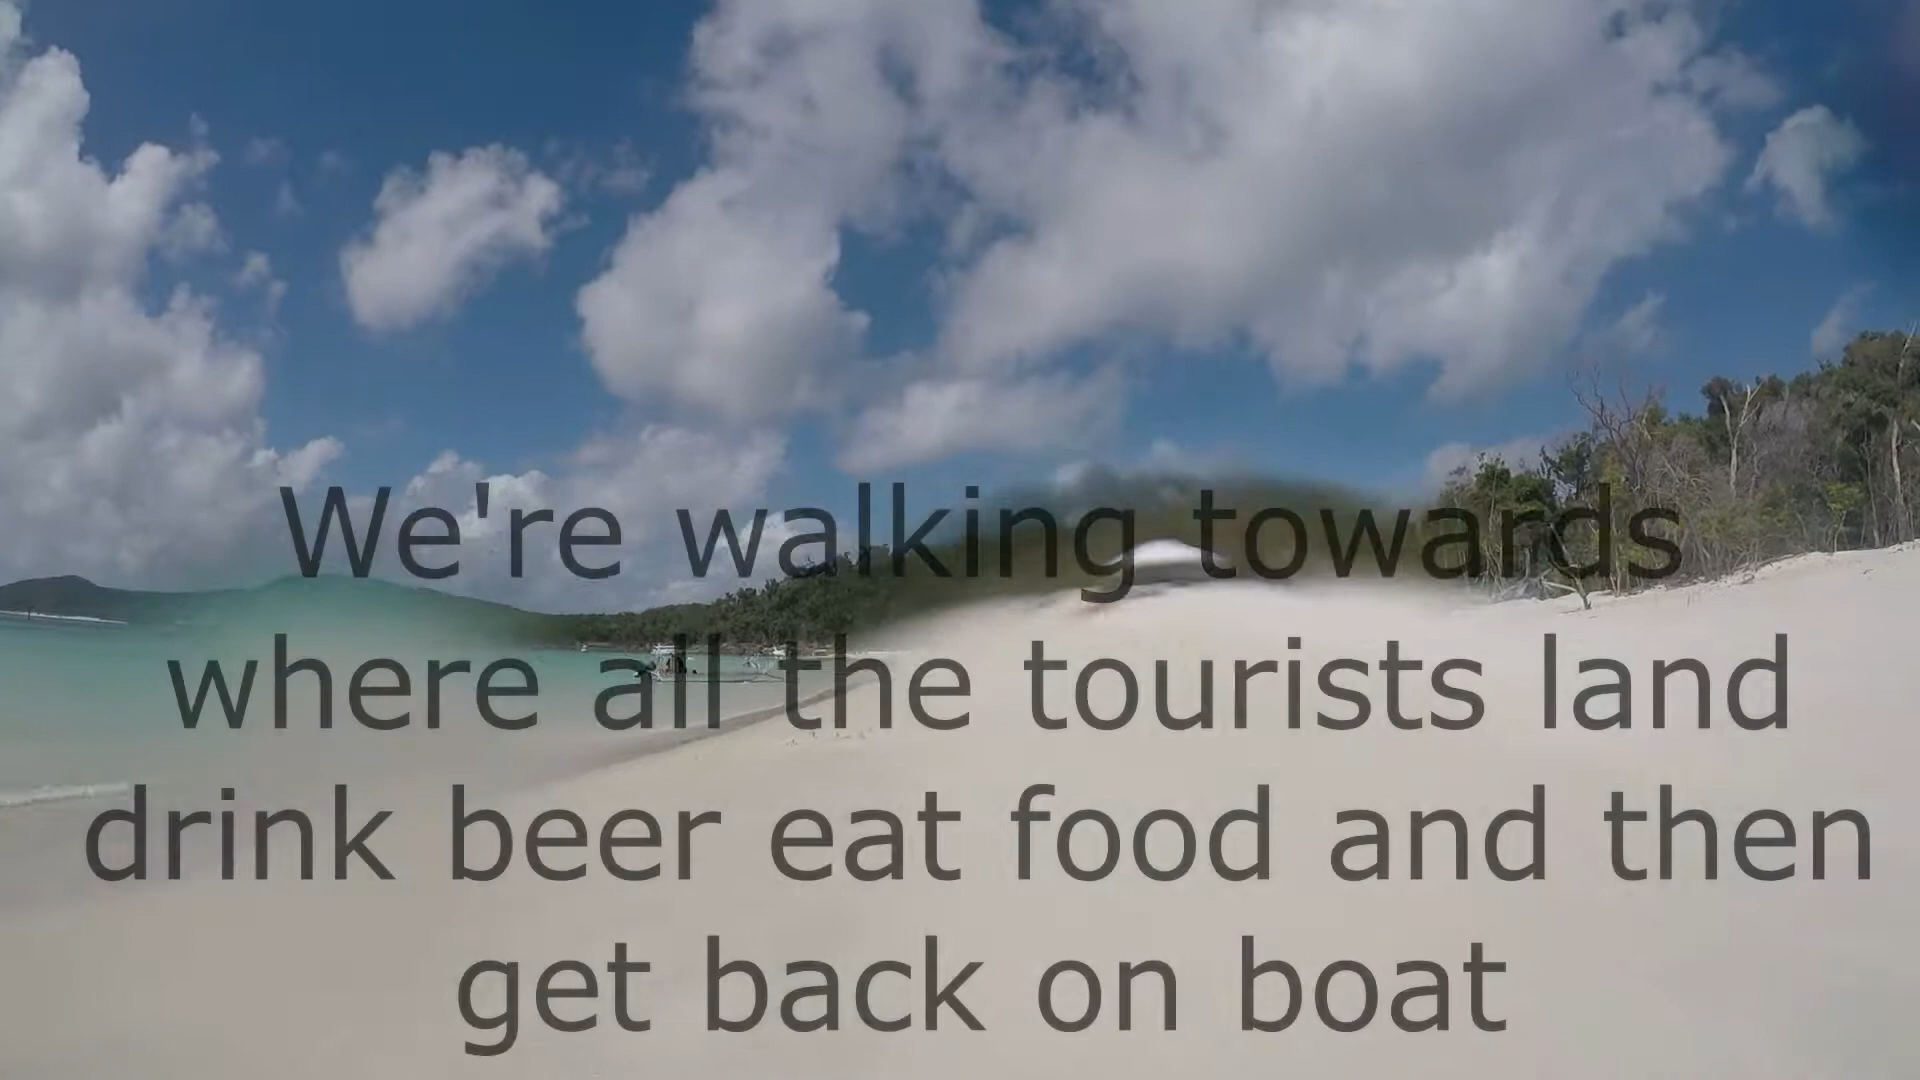 We're walking towards
where all the tourists land
drink beer eat food and then
get back on boat